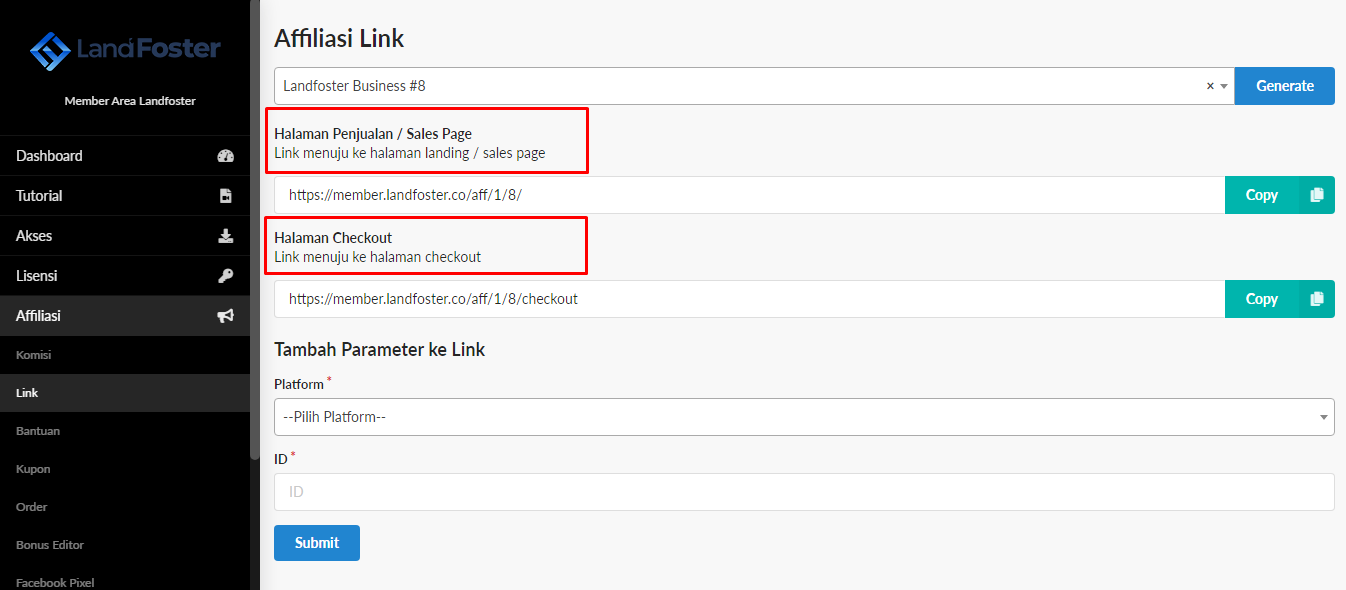 LandFoster
Member Area Landfoster
Dashboard
Tutorial
Akses
Lisensi
Affiliasi
Komisi
Link
Bantuan
Kupon
Order
Bonus Editor
Facebook Pixel
Affiliasi Link
Landfoster Business #8 ×
Generate
Halaman Penjualan / Sales Page
Link menuju ke halaman landing / sales page
https://member.landfoster.co/aff/1/8/
Copy
Halaman Checkout
Link menuju ke halaman checkout
https://member.landfoster.co/aff/1/8/checkout
Copy
Tambah Parameter ke Link
Platform *
--Pilih Platform--
ID *
ID
Submit